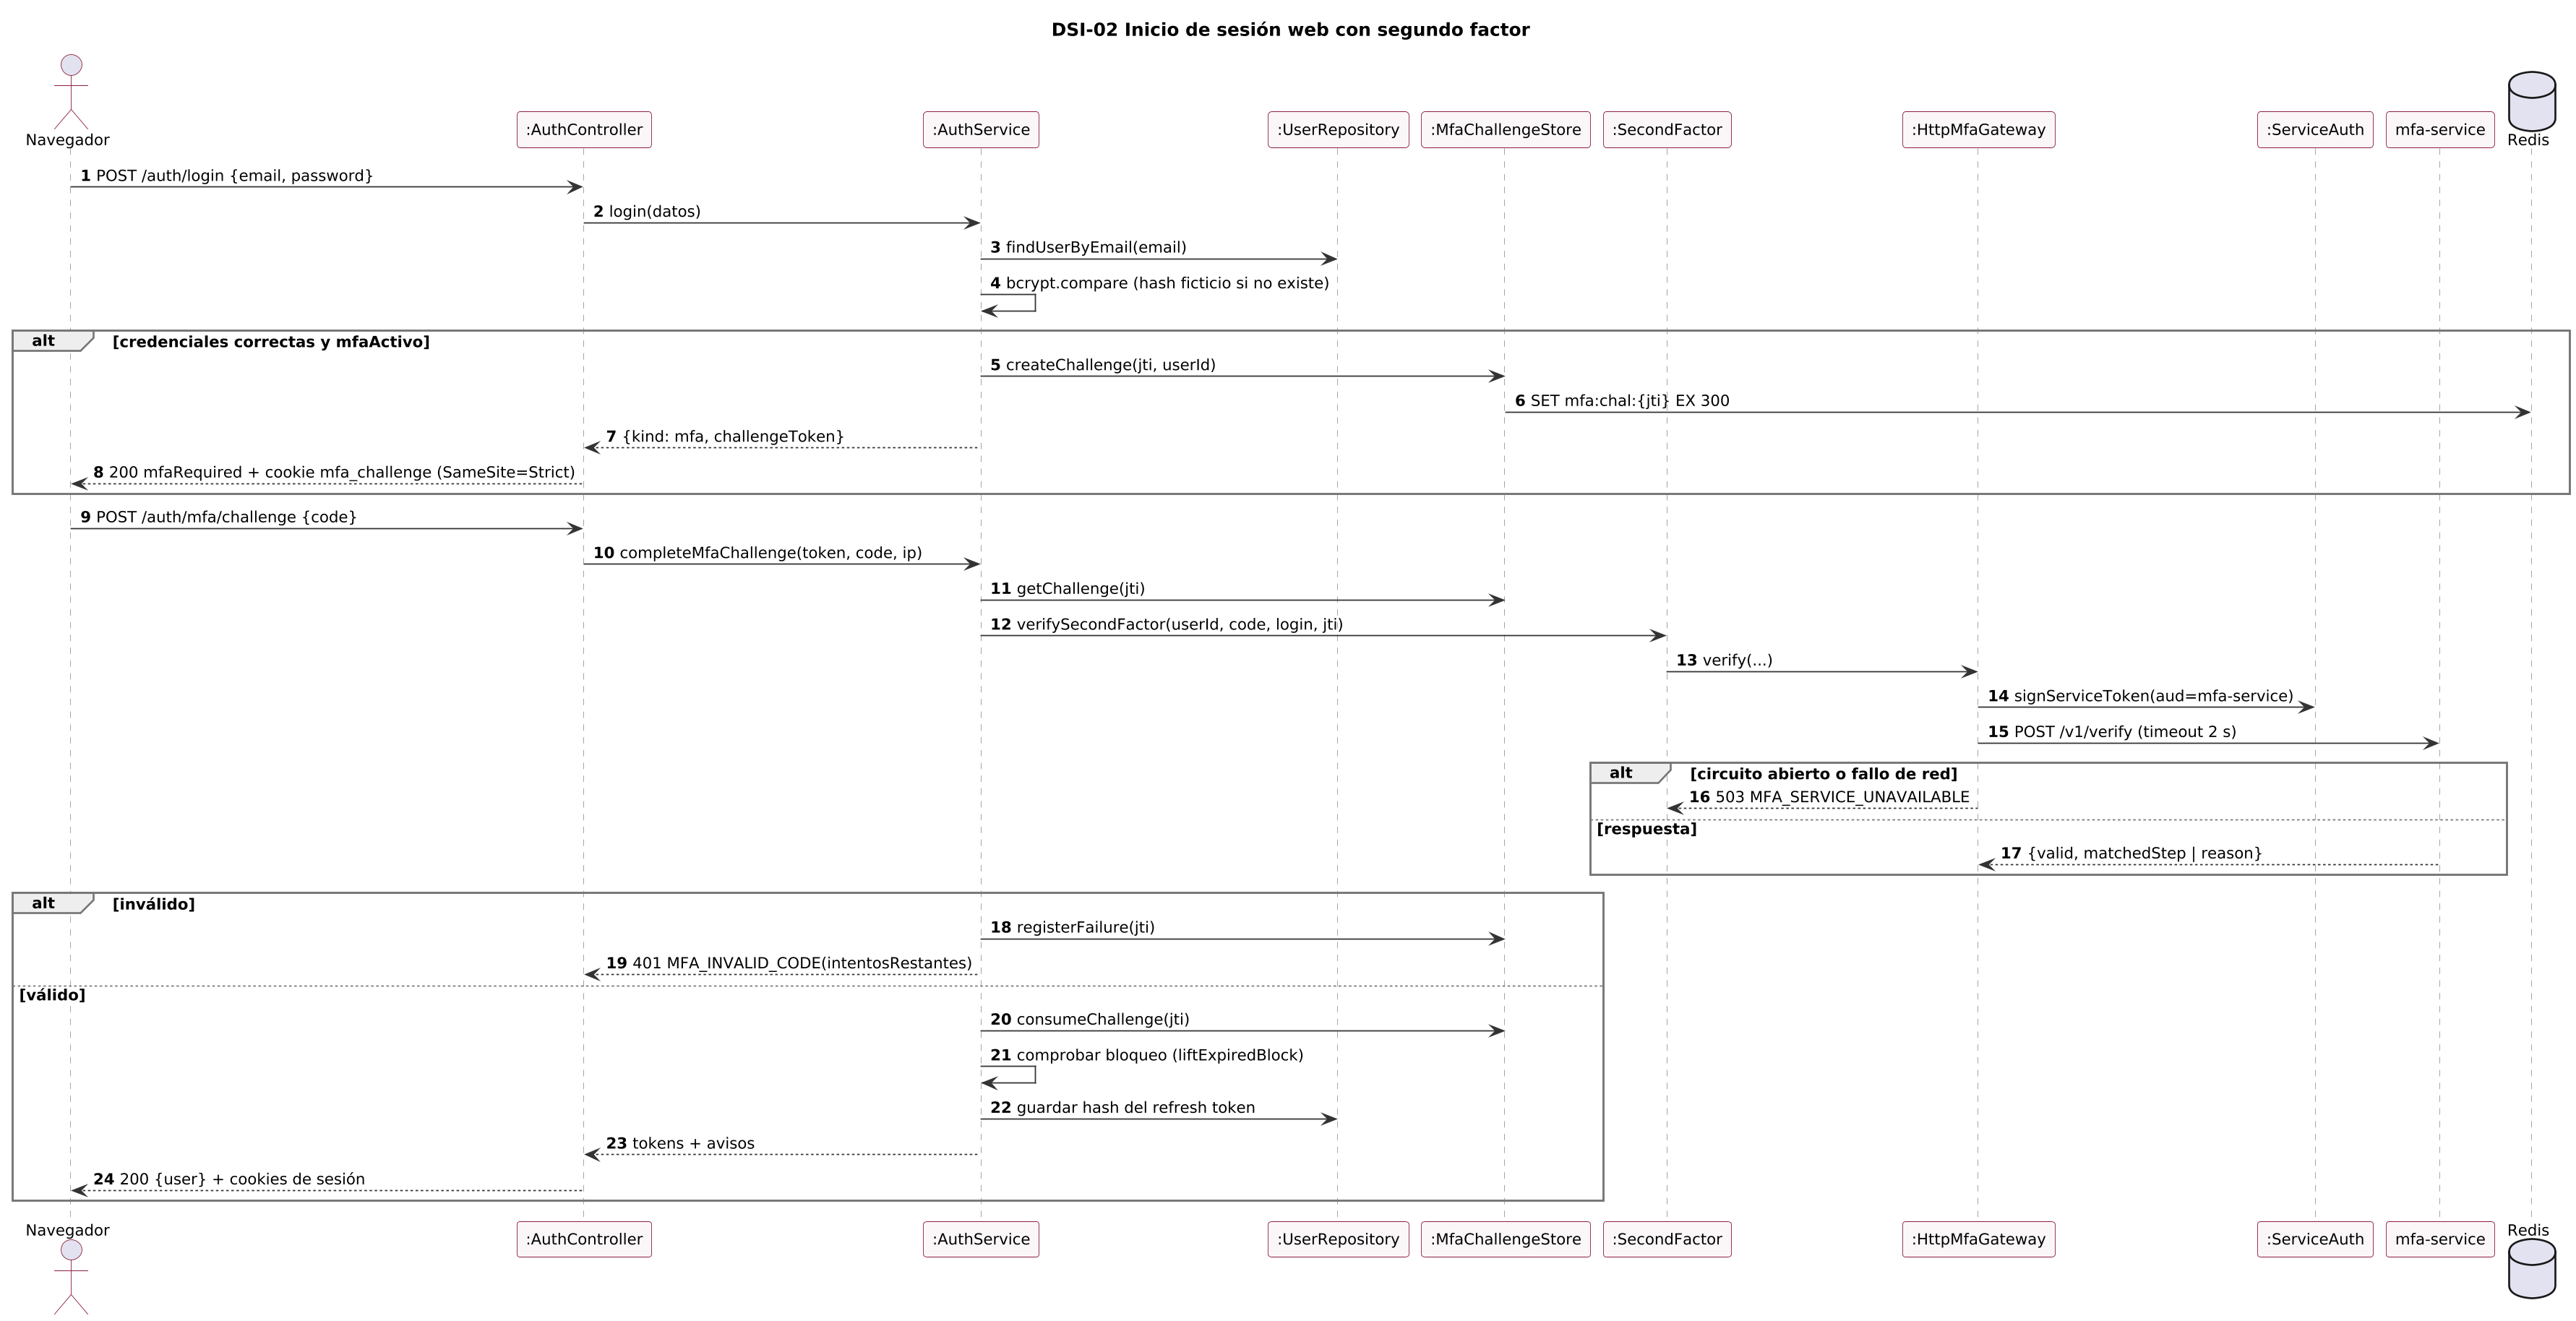 DSI-02 Inicio de sesión web con segundo factor
Navegador
:AuthController
:AuthService
:UserRepository
:MfaChallengeStore
:SecondFactor
:HttpMfaGateway
:ServiceAuth
mfa-service
Redis
1 POST /auth/login {email, password}
2 login(datos)
3 findUserByEmail(email)
4 bcrypt.compare (hash ficticio si no existe)
alt [credenciales correctas y mfaActivo]
5 createChallenge(jti, userId)
6 SET mfa:chal:{jti} EX 300
7 {kind: mfa, challengeToken}
8 200 mfaRequired + cookie mfa_challenge (SameSite=Strict)
9 POST /auth/mfa/challenge {code}
10 completeMfaChallenge(token, code, ip)
11 getChallenge(jti)
12 verifySecondFactor(userId, code, login, jti)
13 verify(...)
14 signServiceToken(aud=mfa-service)
15 POST /v1/verify (timeout 2 s)
alt [circuito abierto o fallo de red]
16 503 MFA_SERVICE_UNAVAILABLE
[respuesta]
17 {valid, matchedStep | reason}
alt [inválido]
18 registerFailure(jti)
19 401 MFA_INVALID_CODE(intentosRestantes)
[válido]
20 consumeChallenge(jti)
21 comprobar bloqueo (liftExpiredBlock)
22 guardar hash del refresh token
23 tokens + avisos
24 200 {user} + cookies de sesión
Navegador
:AuthController
:AuthService
:UserRepository
:MfaChallengeStore
:SecondFactor
:HttpMfaGateway
:ServiceAuth
mfa-service
Redis